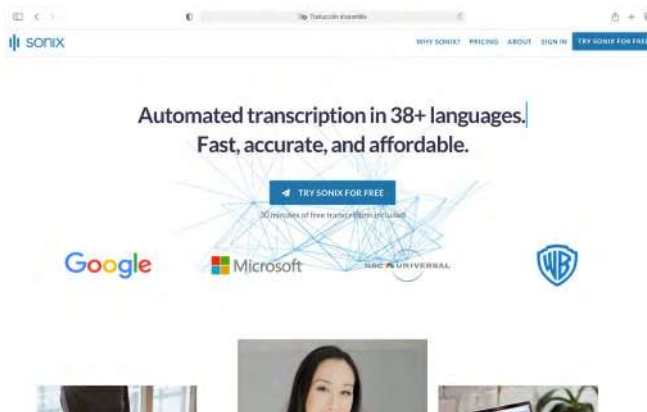 Traducción disponible
sonix
WHY SONIX? PRICING ABOUT SIGN IN TRY SONIX FOR FREE
Automated transcription in 38+ languages.
Fast, accurate, and affordable.
TRY SONIX FOR FREE
30 minutes of free transcription included
Google Microsoft NBC UNIVERSAL WB